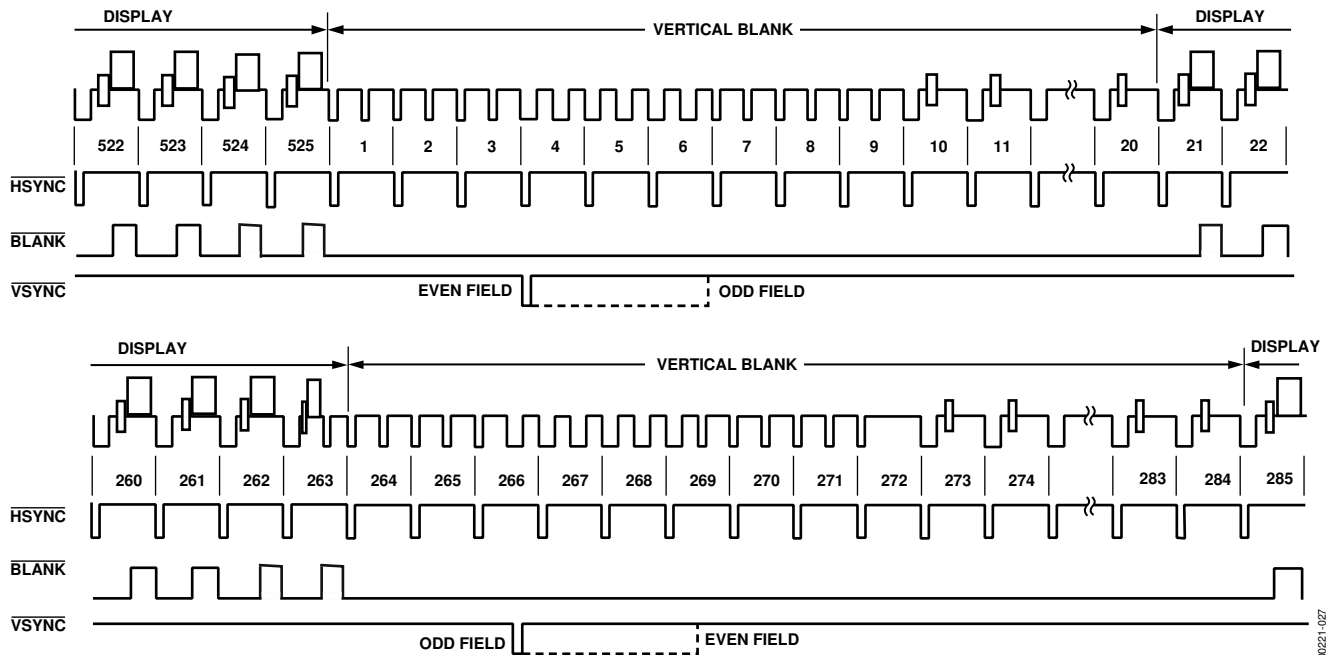 DISPLAY VERTICAL BLANK DISPLAY
522 523 524 525 1 2 3 4 5 6 7 8 9 10 11 20 21 22
HSYNC
BLANK
VSYNC EVEN FIELD ODD FIELD
DISPLAY VERTICAL BLANK DISPLAY
260 261 262 263 264 265 266 267 268 269 270 271 272 273 274 283 284 285
HSYNC
BLANK
VSYNC ODD FIELD EVEN FIELD
00221-027